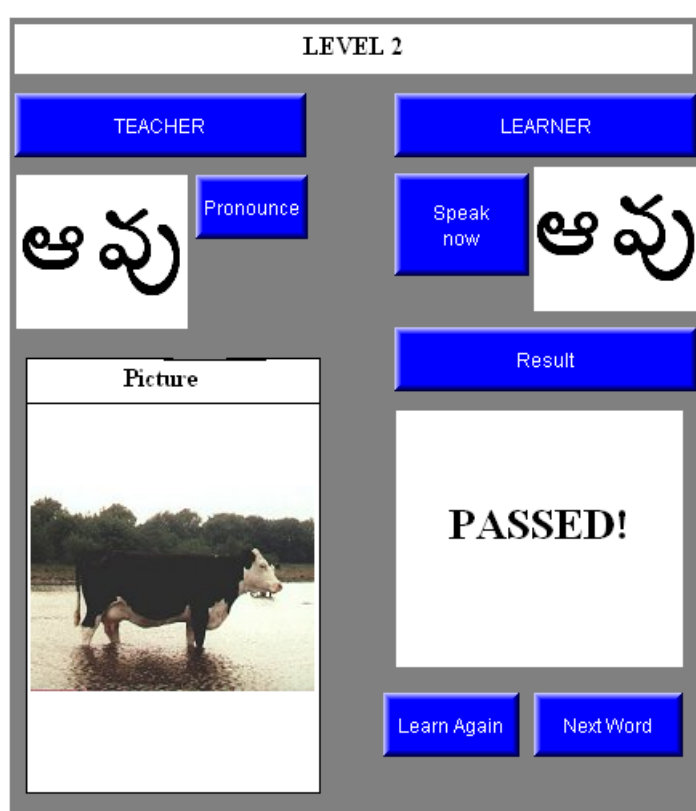 LEVEL 2
TEACHER
LEARNER
ఆవు
Pronounce
Speak
now
ఆవు
Result
Picture
PASSED!
Learn Again
Next Word